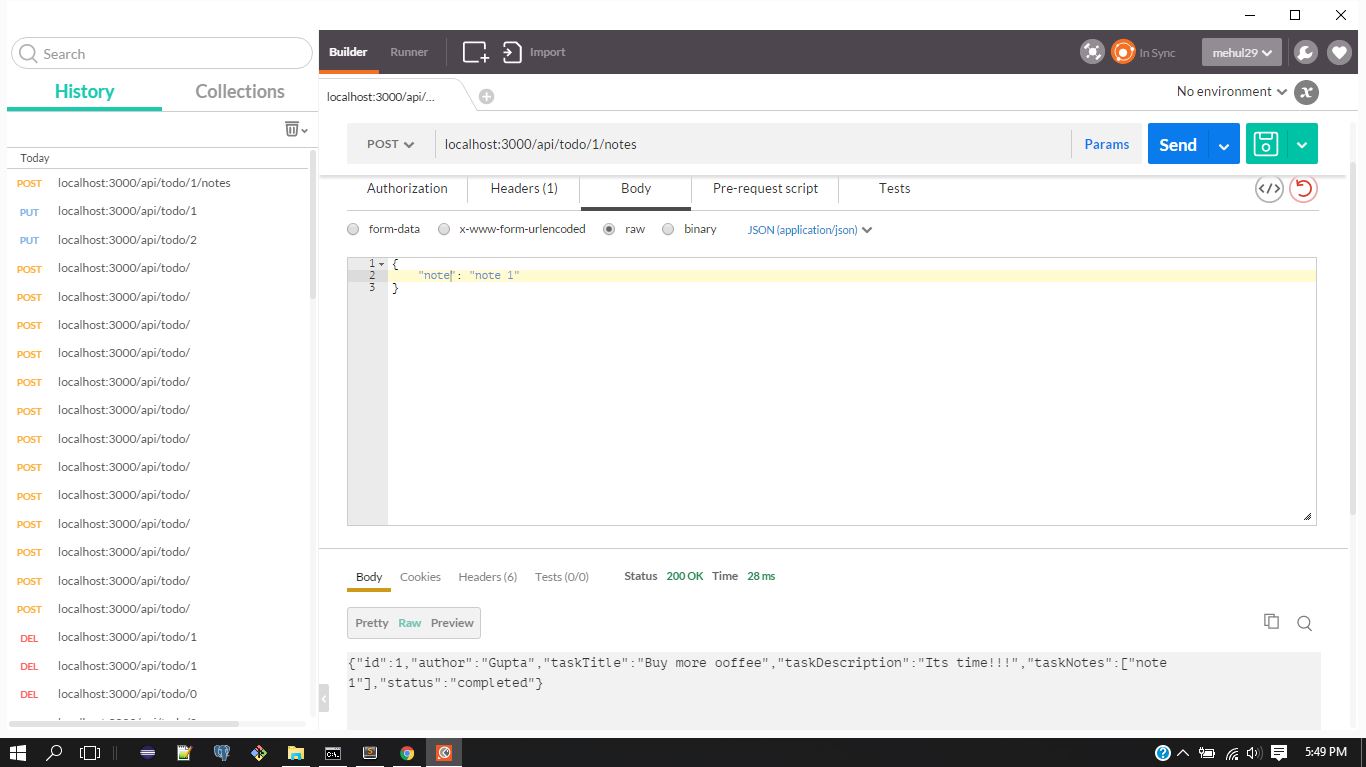 Search
History
Collections
Today
POST localhost:3000/api/todo/1/notes
PUT localhost:3000/api/todo/1
PUT localhost:3000/api/todo/2
POST localhost:3000/api/todo/
POST localhost:3000/api/todo/
POST localhost:3000/api/todo/
POST localhost:3000/api/todo/
POST localhost:3000/api/todo/
POST localhost:3000/api/todo/
POST localhost:3000/api/todo/
POST localhost:3000/api/todo/
POST localhost:3000/api/todo/
POST localhost:3000/api/todo/
POST localhost:3000/api/todo/
POST localhost:3000/api/todo/
POST localhost:3000/api/todo/
DEL localhost:3000/api/todo/1
DEL localhost:3000/api/todo/1
DEL localhost:3000/api/todo/0
Builder Runner Import In Sync mehul29
localhost:3000/api/...
No environment x
POST localhost:3000/api/todo/1/notes Params Send
Authorization Headers (1) Body Pre-request script Tests
form-data x-www-form-urlencoded raw binary JSON (application/json)
1 {
2 "note": "note 1"
3 }
Body Cookies Headers (6) Tests (0/0) Status 200 OK Time 28 ms
Pretty Raw Preview
{"id":1,"author":"Gupta","taskTitle":"Buy more ooffee","taskDescription":"Its time!!!","taskNotes":["note
1"],"status":"completed"}
5:49 PM